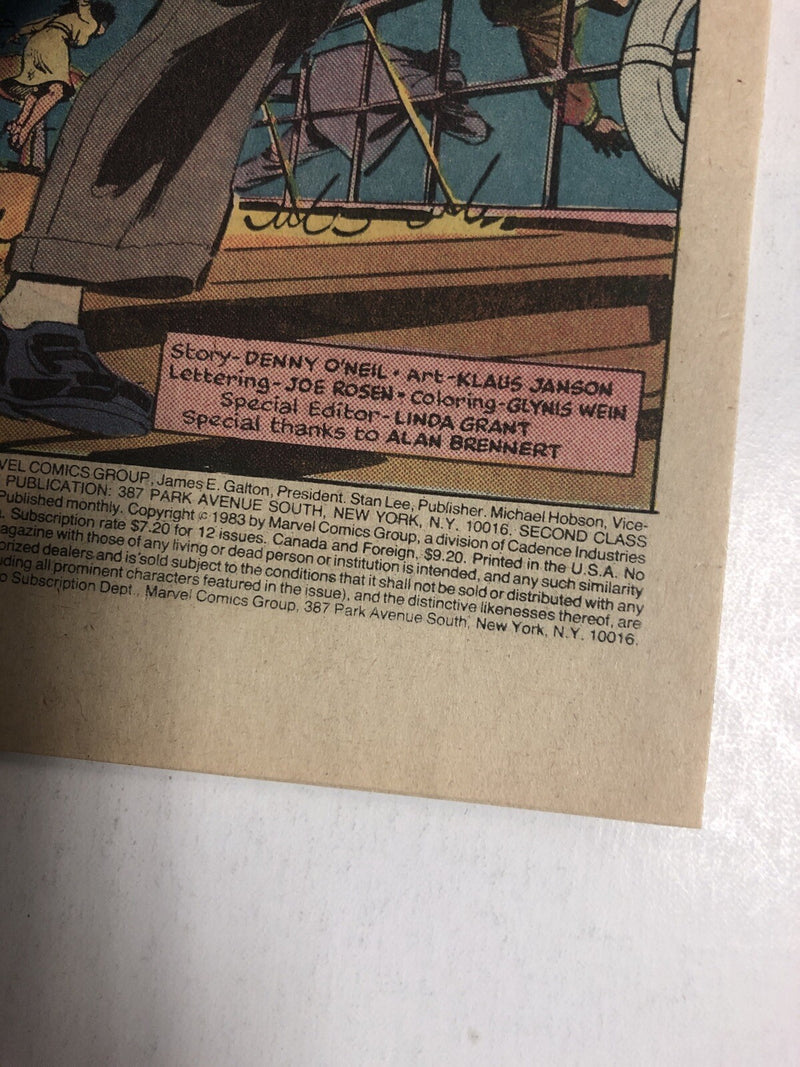 Story-DENNY O'NEIL • Art-KLAUS JANSON
Lettering-JOE ROSEN • Coloring-GLYNIS WEIN
Special Editor-LINDA GRANT
Special thanks to ALAN BRENNERT
VEL COMICS GROUP, James E. Galton, President. Stan Lee, Publisher. Michael Hobson, Vice-
PUBLICATION: 387 PARK AVENUE SOUTH, NEW YORK, N.Y. 10016. SECOND CLASS
Published monthly. Copyright © 1983 by Marvel Comics Group, a division of Cadence Industries
. Subscription rate $7.20 for 12 issues. Canada and Foreign, $9.20. Printed in the U.S.A. No
agazine with those of any living or dead person or institution is intended, and any such similarity
orized dealers and is sold subject to the conditions that it shall not be sold or distributed with any
uding all prominent characters featured in the issue), and the distinctive likenesses thereof, are
o Subscription Dept., Marvel Comics Group, 387 Park Avenue South, New York, N.Y. 10016.